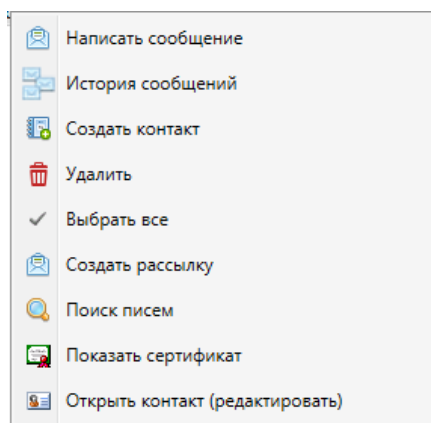 Написать сообщение
История сообщений
Создать контакт
Удалить
Выбрать все
Создать рассылку
Поиск писем
Показать сертификат
Открыть контакт (редактировать)